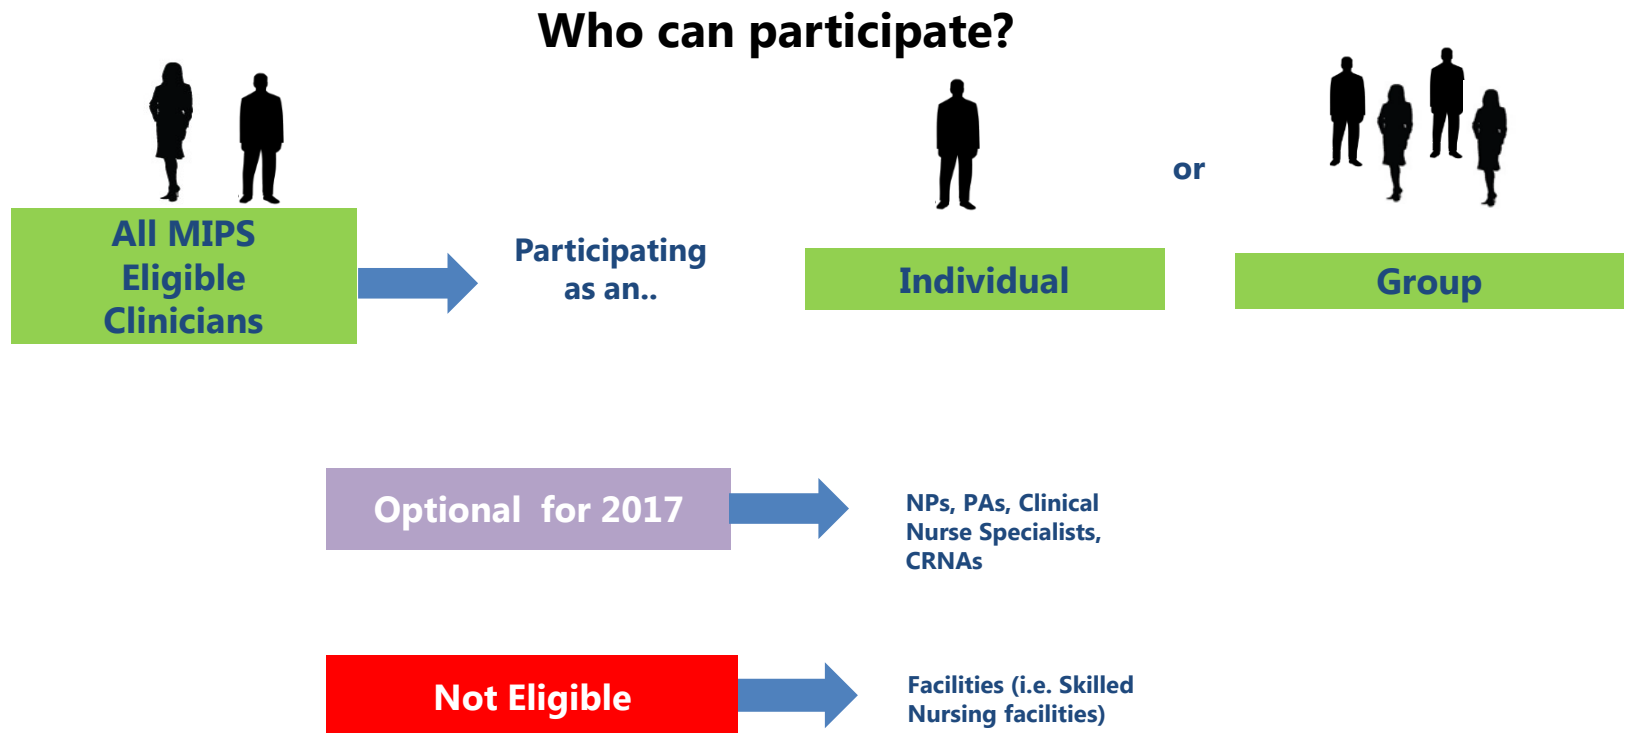 Who can participate?
or
All MIPS
Eligible
Clinicians
Participating
as an..
Individual
Group
Optional  for 2017
NPs, PAs, Clinical
Nurse Specialists,
CRNAs
Not Eligible
Facilities (i.e. Skilled
Nursing facilities)